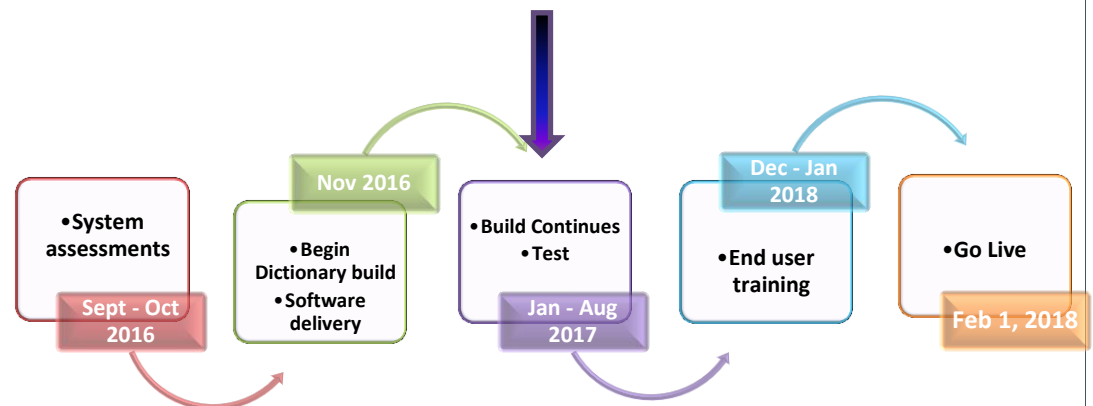 •System
assessments
Sept - Oct
2016
Nov 2016
•Begin
Dictionary build
•Software
delivery
•Build Continues
•Test
Jan - Aug
2017
Dec - Jan
2018
•End user
training
•Go Live
Feb 1, 2018